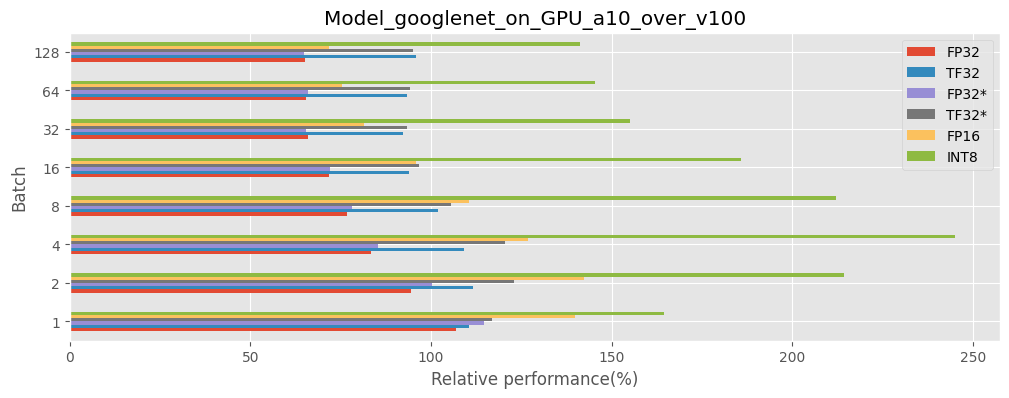 Model_googlenet_on_GPU_a10_over_v100
128
64
32
16
8
4
2
1
Batch
0 50 100 150 200 250
Relative performance(%)
FP32
TF32
FP32*
TF32*
FP16
INT8